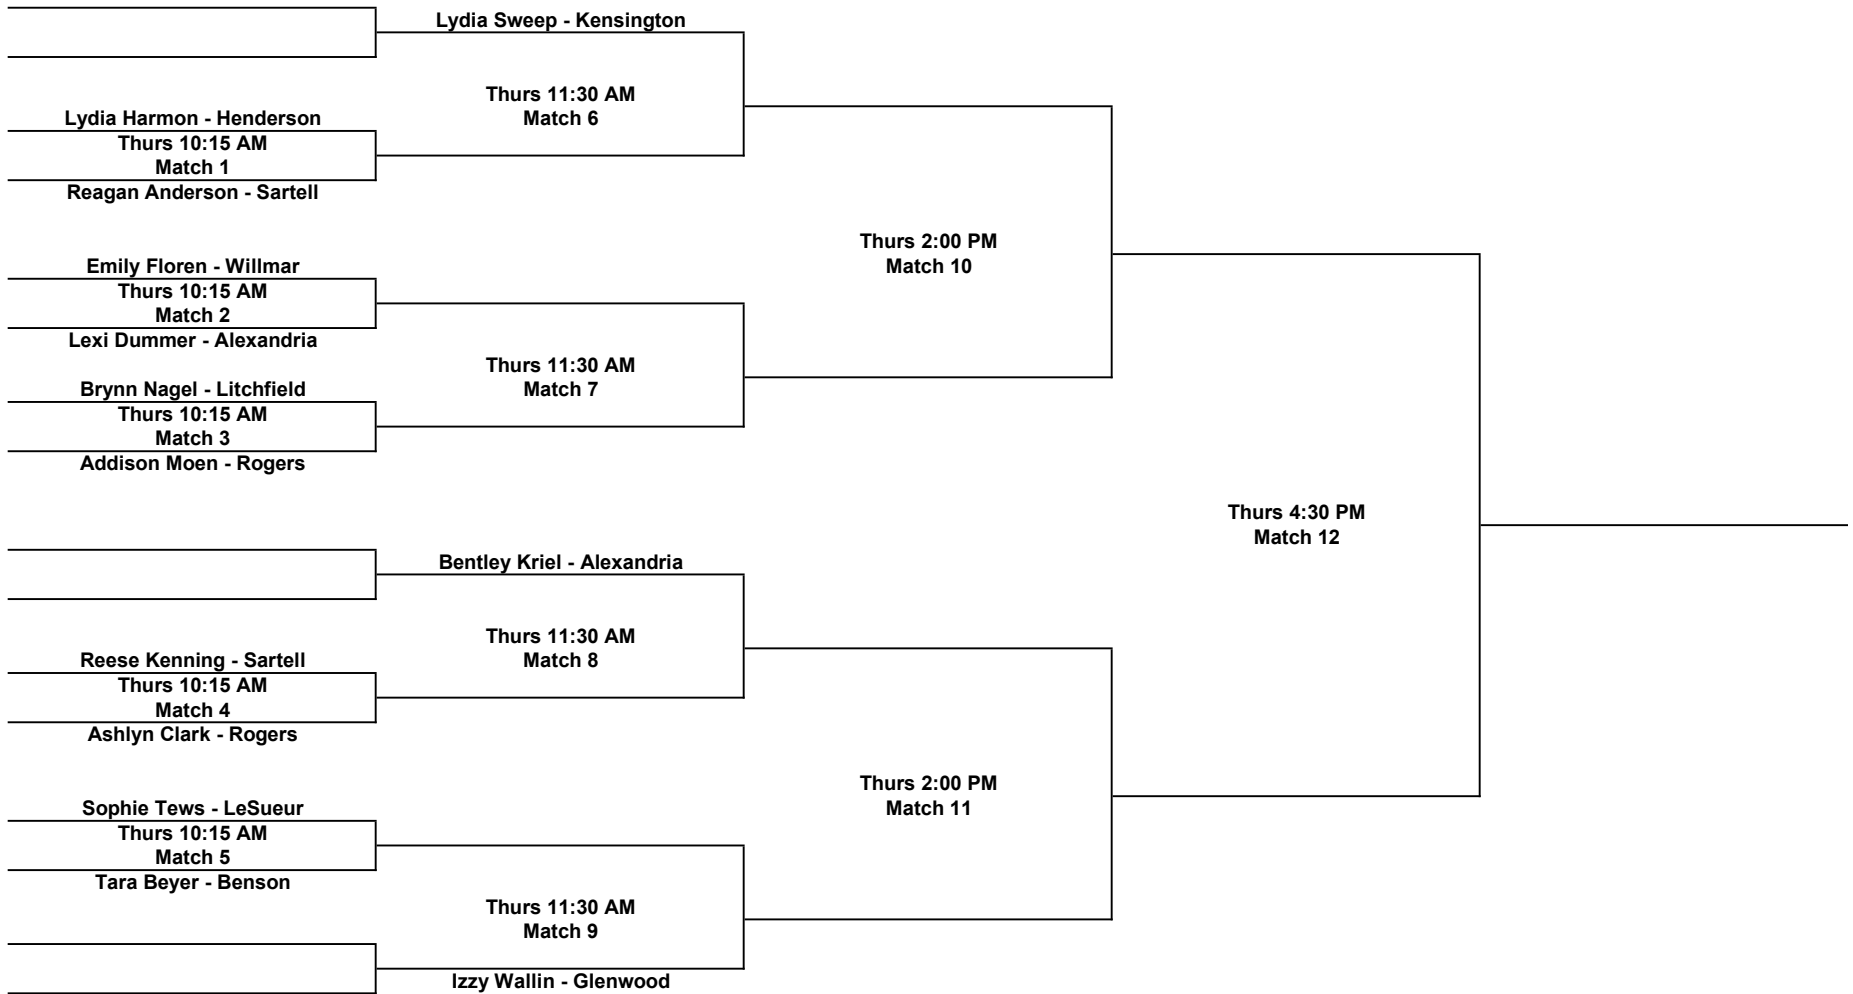 Lydia Sweep - Kensington
Thurs 11:30 AM
Match 6
Lydia Harmon - Henderson
Thurs 10:15 AM
Match 1
Reagan Anderson - Sartell
Thurs 2:00 PM
Match 10
Emily Floren - Willmar
Thurs 10:15 AM
Match 2
Lexi Dummer - Alexandria
Thurs 11:30 AM
Match 7
Brynn Nagel - Litchfield
Thurs 10:15 AM
Match 3
Addison Moen - Rogers
Thurs 4:30 PM
Match 12
Bentley Kriel - Alexandria
Thurs 11:30 AM
Match 8
Reese Kenning - Sartell
Thurs 10:15 AM
Match 4
Ashlyn Clark - Rogers
Thurs 2:00 PM
Match 11
Sophie Tews - LeSueur
Thurs 10:15 AM
Match 5
Tara Beyer - Benson
Thurs 11:30 AM
Match 9
Izzy Wallin - Glenwood